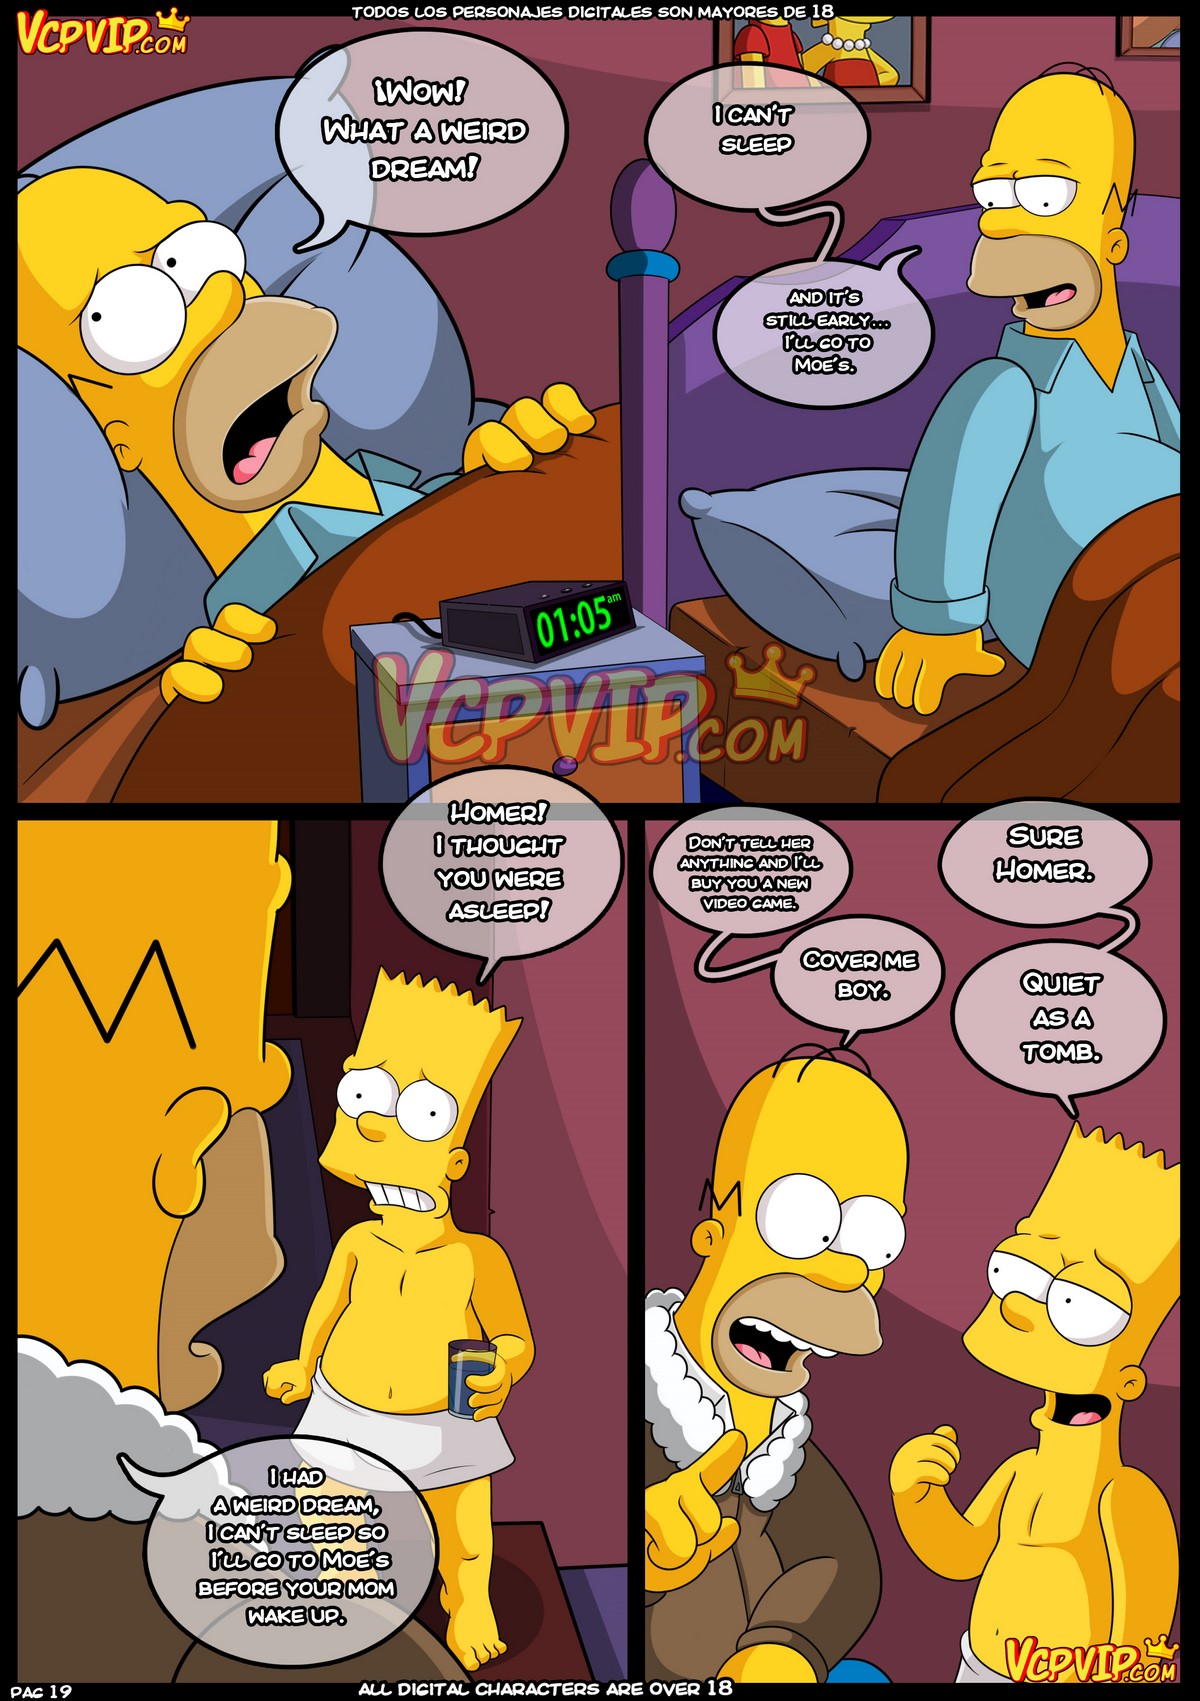 TODOS LOS PERSONAJES DIGITALES SON MAYORES DE 18
VCPVIP.COM
¡WOW!
WHAT A WEIRD
DREAM!
I CAN'T
SLEEP
AND IT'S
STILL EARLY...
I'LL GO TO
MOE'S.
01:05 am
VCPVIP.COM
HOMER!
I THOUGHT
YOU WERE
ASLEEP!
I HAD
A WEIRD DREAM,
I CAN'T SLEEP SO
I'LL GO TO MOE'S
BEFORE YOUR MOM
WAKE UP.
DON'T TELL HER
ANYTHING AND I'LL
BUY YOU A NEW
VIDEO GAME.
COVER ME
BOY.
SURE
HOMER.
QUIET
AS A
TOMB.
VCPVIP.COM
PAG 19
ALL DIGITAL CHARACTERS ARE OVER 18